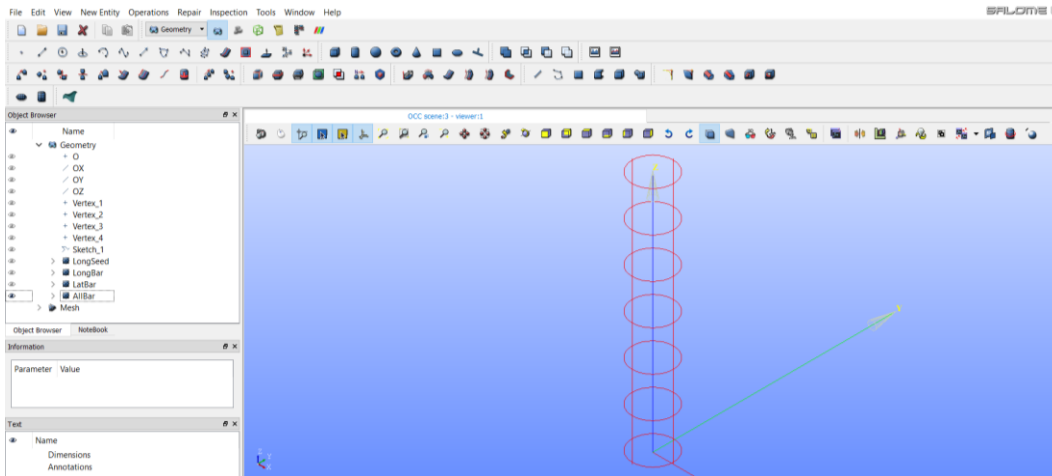 File Edit View New Entity Operations Repair Inspection Tools Window Help
SALOME
Geometry
Object Browser
OCC scene:3 - viewer:1
Name
Geometry
O
OX
OY
OZ
Vertex_1
Vertex_2
Vertex_3
Vertex_4
Sketch_1
LongSeed
LongBar
LatBar
AllBar
Mesh
Object Browser NoteBook
Information
Parameter Value
Text
Name
Dimensions
Annotations